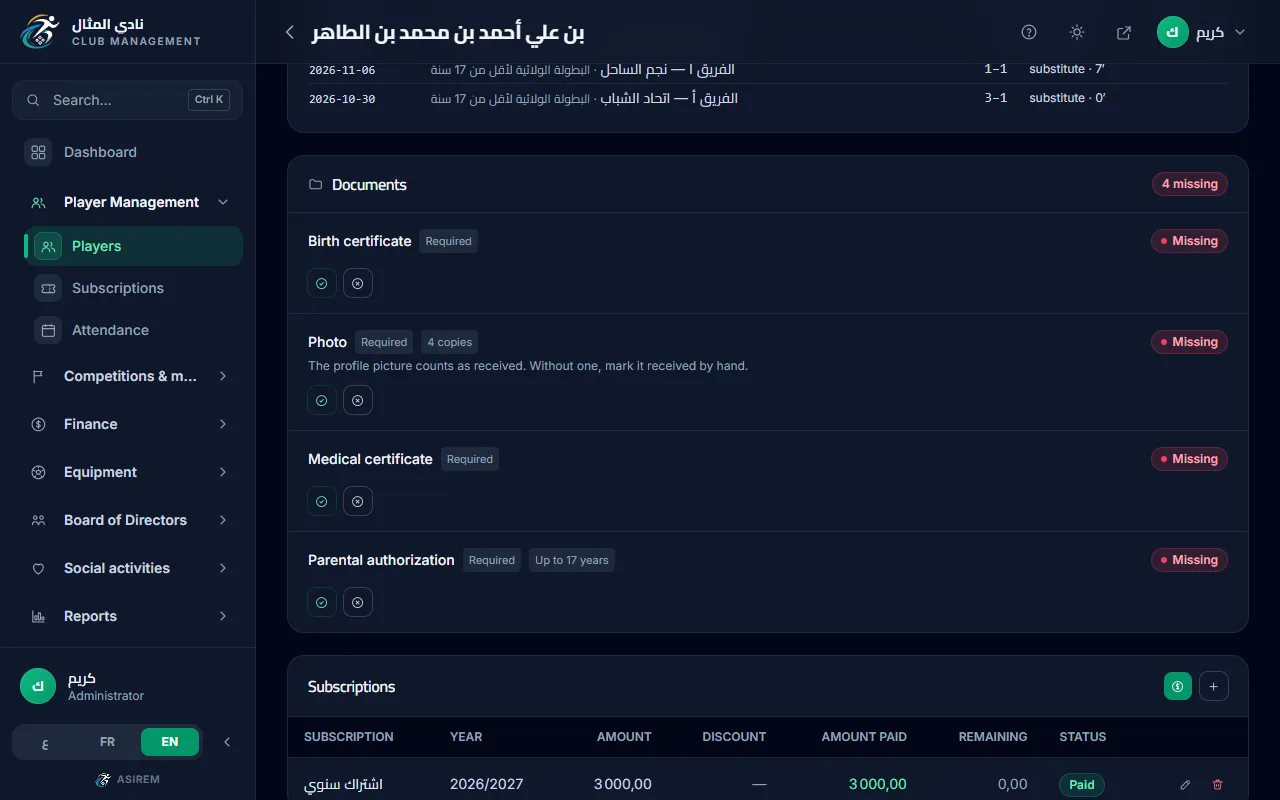 نادي المثال
CLUB MANAGEMENT
Search...
Ctrl K
Dashboard
Player Management
Players
Subscriptions
Attendance
Competitions & m...
Finance
Equipment
Board of Directors
Social activities
Reports
كريم
Administrator
ع
FR
EN
ASIREM
بن علي أحمد بن محمد بن الطاهر
ك كريم
2026-11-06 الفريق أ — نجم الساحل · البطولة الولائية لأقل من 17 سنة 1–1 substitute · 7'
2026-10-30 الفريق أ — اتحاد الشباب · البطولة الولائية لأقل من 17 سنة 3–1 substitute · 0'
Documents 4 missing
Birth certificate Required Missing
Photo Required 4 copies Missing
The profile picture counts as received. Without one, mark it received by hand.
Medical certificate Required Missing
Parental authorization Required Up to 17 years Missing
Subscriptions
SUBSCRIPTION YEAR AMOUNT DISCOUNT AMOUNT PAID REMAINING STATUS
اشتراك سنوي 2026/2027 3 000,00 — 3 000,00 0,00 Paid